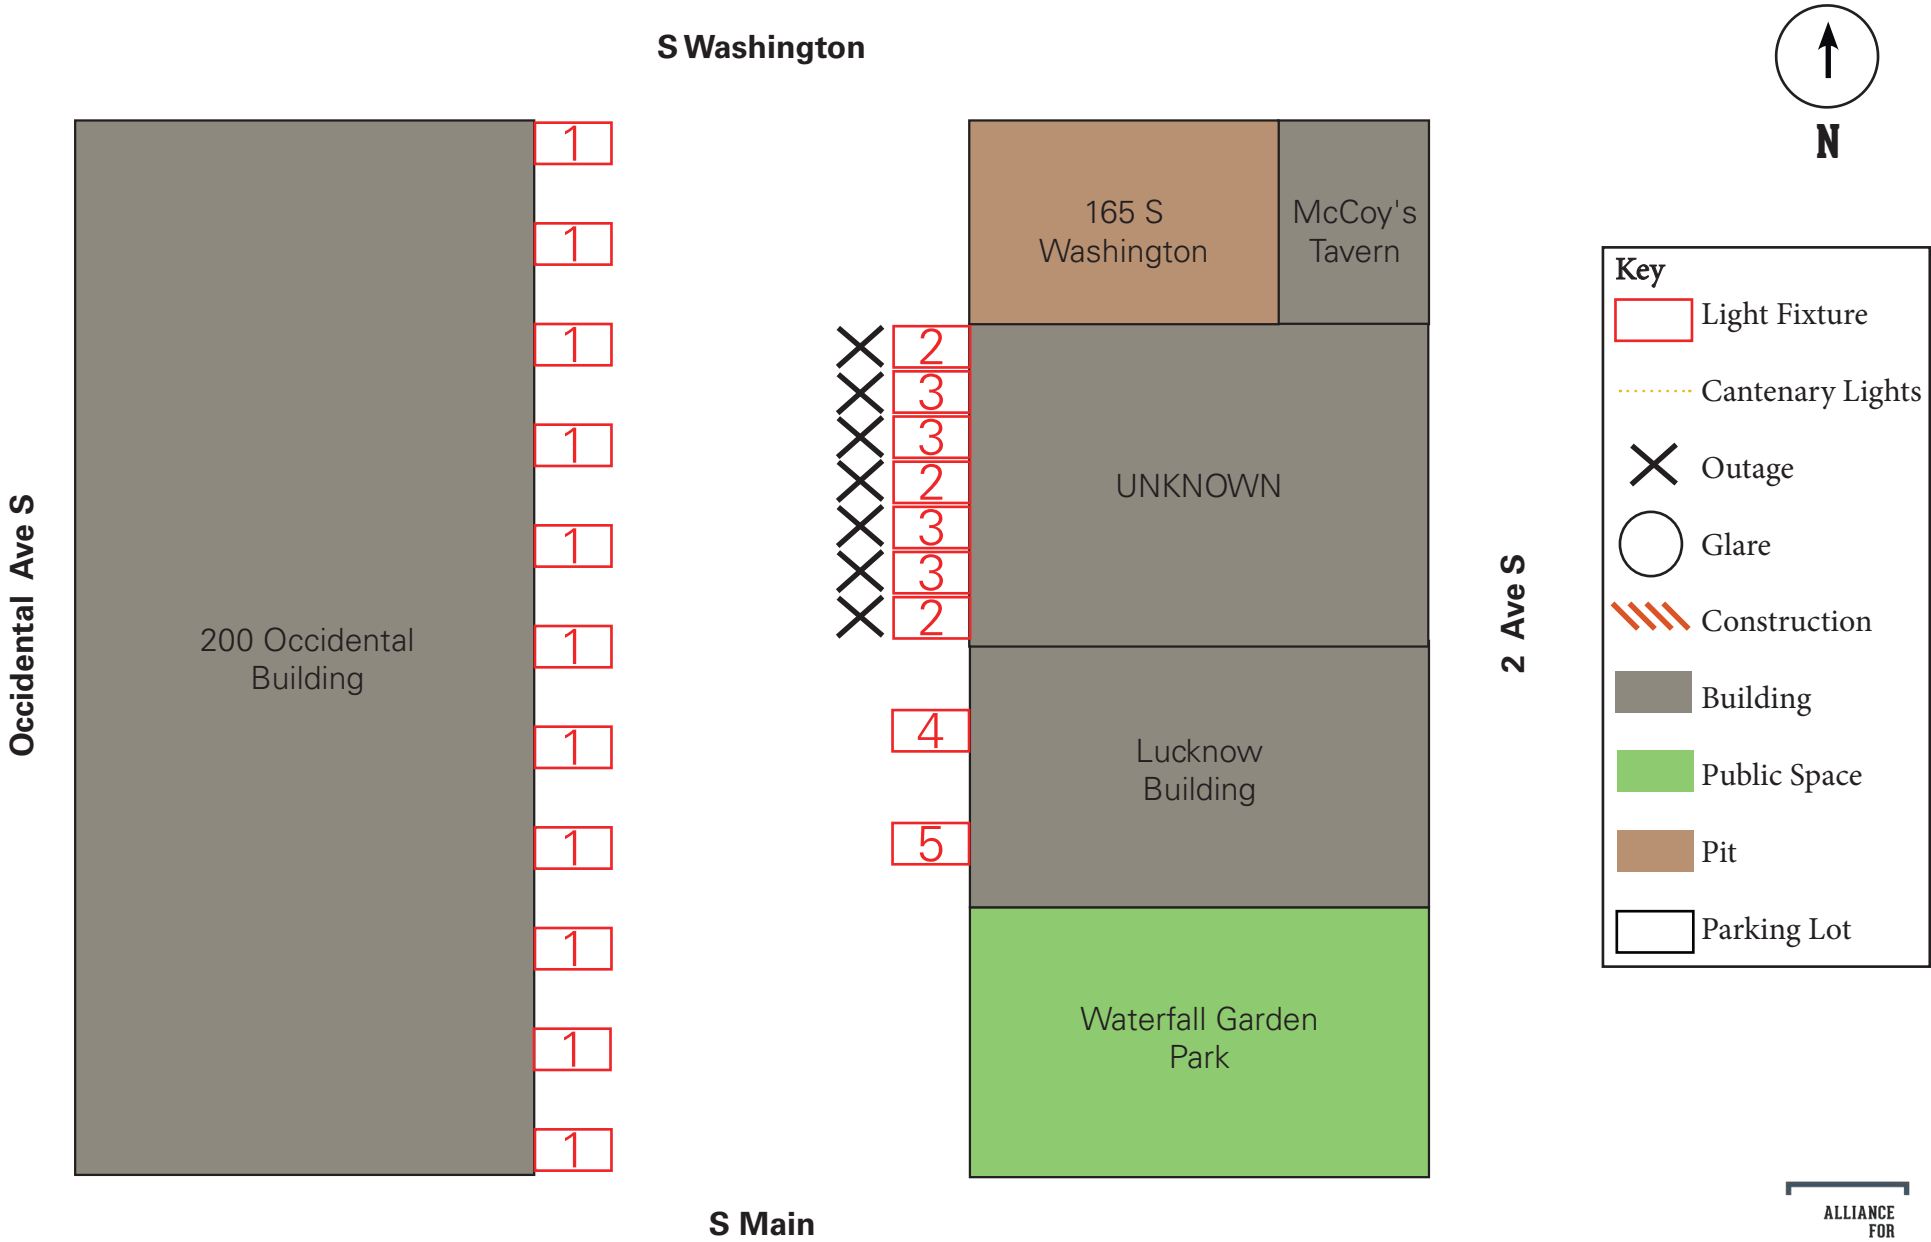 S Washington
N
Occidental Ave S
200 Occidental
Building
1
1
1
1
1
1
1
1
1
1
1
165 S
Washington
McCoy's
Tavern
2
3
3
2
3
3
2
UNKNOWN
4
5
Lucknow
Building
Waterfall Garden
Park
2 Ave S
S Main
Key
Light Fixture
Cantenary Lights
Outage
Glare
Construction
Building
Public Space
Pit
Parking Lot
ALLIANCE
FOR